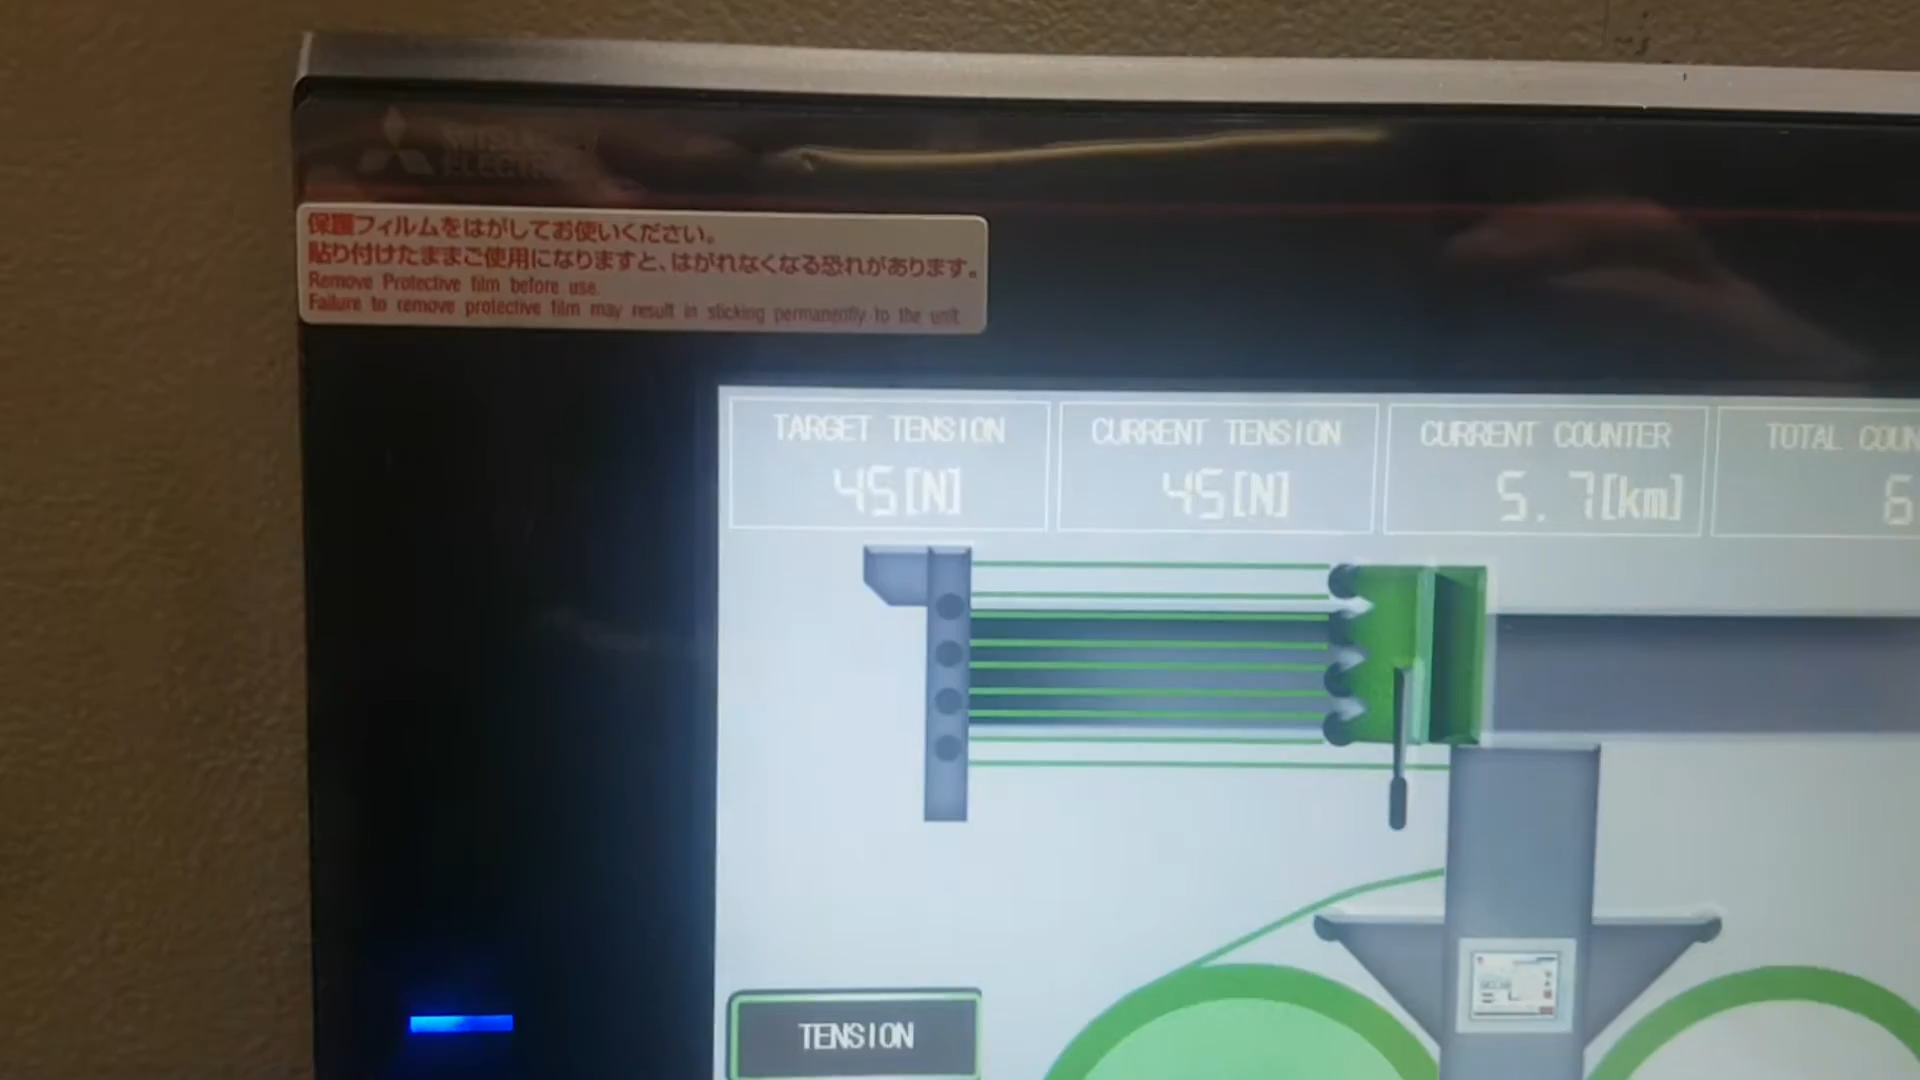 保護フィルムをはがしてお使いください。
貼り付けたままご使用になりますと、はがれなくなる恐れがあります。
Remove Protective film before use.
Failure to remove protective film may result in sticking permanently to the unit
TARGET TENSION
45[N]
CURRENT TENSION
45[N]
CURRENT COUNTER
5.7[km]
TOTAL COUN
6
TENSION